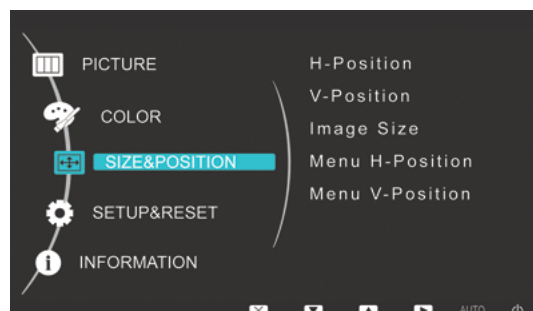 PICTURE
COLOR
SIZE&POSITION
SETUP&RESET
INFORMATION
H-Position
V-Position
Image Size
Menu H-Position
Menu V-Position
AUTO